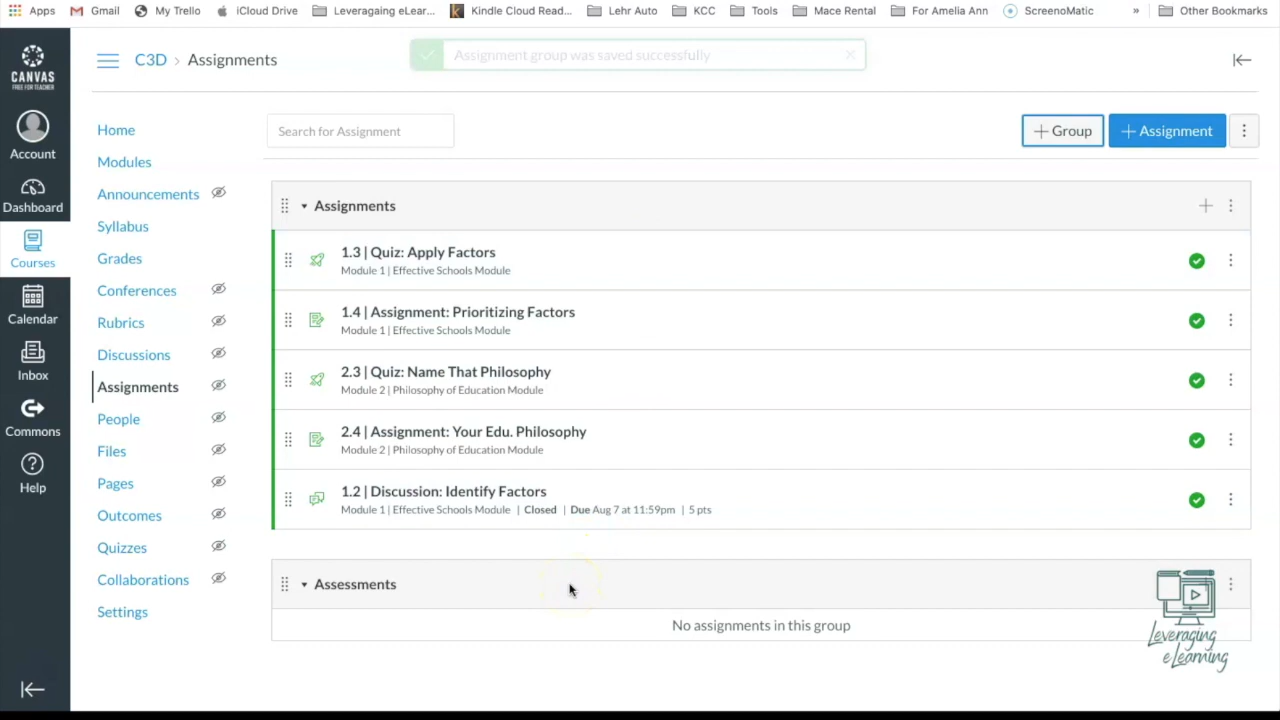 Apps Gmail My Trello iCloud Drive Leveragaing eLear... Kindle Cloud Read... Lehr Auto KCC Tools Mace Rental For Amelia Ann ScreenoMatic » Other Bookmarks
CANVAS
FREE FOR TEACHER
Account
Dashboard
Courses
Calendar
Inbox
Commons
Help
C3D › Assignments
Assignment group was saved successfully
Home
Modules
Announcements
Syllabus
Grades
Conferences
Rubrics
Discussions
Assignments
People
Files
Pages
Outcomes
Quizzes
Collaborations
Settings
Search for Assignment
+ Group
+ Assignment
Assignments
1.3 | Quiz: Apply Factors
Module 1 | Effective Schools Module
1.4 | Assignment: Prioritizing Factors
Module 1 | Effective Schools Module
2.3 | Quiz: Name That Philosophy
Module 2 | Philosophy of Education Module
2.4 | Assignment: Your Edu. Philosophy
Module 2 | Philosophy of Education Module
1.2 | Discussion: Identify Factors
Module 1 | Effective Schools Module | Closed | Due Aug 7 at 11:59pm | 5 pts
Assessments
No assignments in this group
Leveraging
eLearning